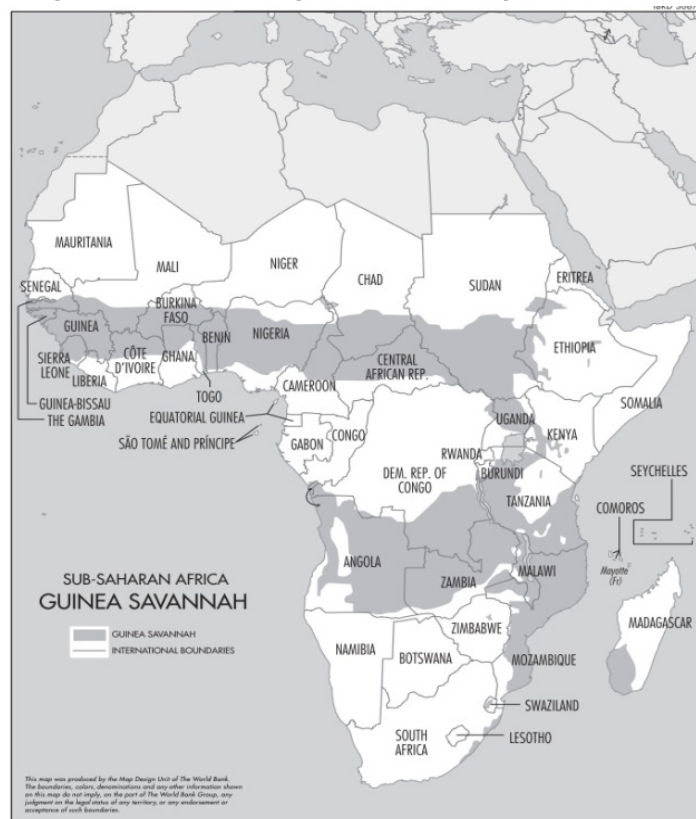 IBRD 3687
MAURITANIA
MALI
NIGER
CHAD
SUDAN
ERITREA
SENEGAL
BURKINA
FASO
GUINEA
BENIN
NIGERIA
ETHIOPIA
SIERRA
LEONE
CÔTE
D'IVOIRE
GHANA
CENTRAL
AFRICAN REP.
LIBERIA
TOGO
CAMEROON
SOMALIA
GUINEA-BISSAU
THE GAMBIA
EQUATORIAL GUINEA
UGANDA
KENYA
SÃO TOMÉ AND PRÍNCIPE
GABON
CONGO
RWANDA
BURUNDI
DEM. REP. OF
CONGO
SEYCHELLES
TANZANIA
COMOROS
ANGOLA
MALAWI
Mayotte
(Fr)
ZAMBIA
SUB-SAHARAN AFRICA
GUINEA SAVANNAH
GUINEA SAVANNAH
INTERNATIONAL BOUNDARIES
ZIMBABWE
MADAGASCAR
NAMIBIA
BOTSWANA
MOZAMBIQUE
SWAZILAND
SOUTH
AFRICA
LESOTHO
This map was produced by the Map Design Unit of The World Bank.
The boundaries, colors, denominations and any other information shown
on this map do not imply, on the part of The World Bank Group, any
judgment on the legal status of any territory, or any endorsement or
acceptance of such boundaries.